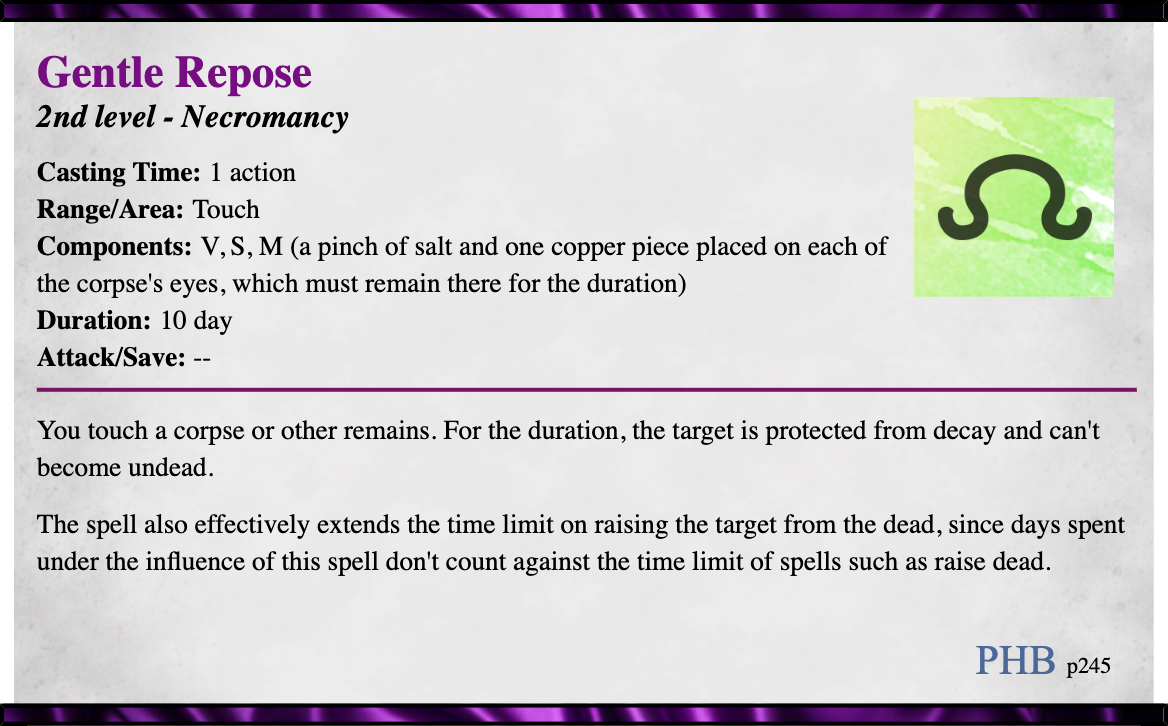 Gentle Repose
2nd level - Necromancy
Casting Time: 1 action
Range/Area: Touch
Components: V, S, M (a pinch of salt and one copper piece placed on each of
the corpse's eyes, which must remain there for the duration)
Duration: 10 day
Attack/Save: --
You touch a corpse or other remains. For the duration, the target is protected from decay and can't
become undead.
The spell also effectively extends the time limit on raising the target from the dead, since days spent
under the influence of this spell don't count against the time limit of spells such as raise dead.
PHB p245